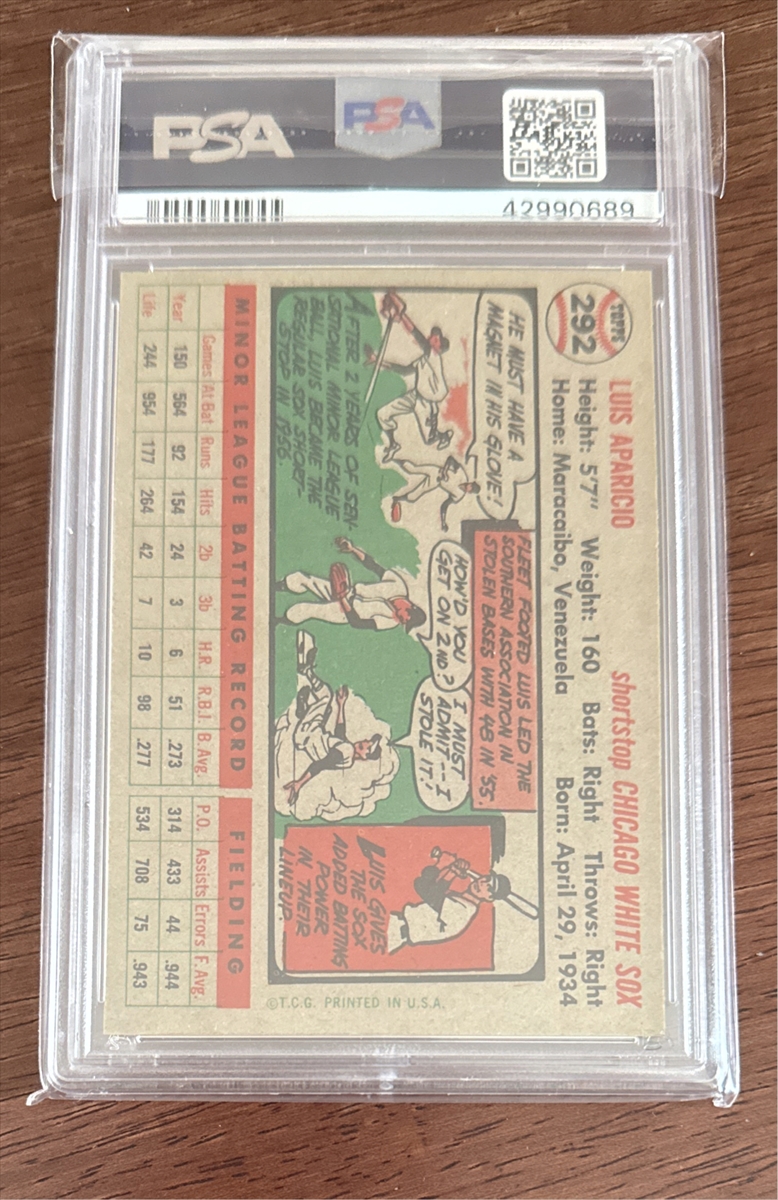 PSA
PSA
42990689
TOPPS
292
LUIS APARICIO shortstop CHICAGO WHITE SOX
Height: 5'7" Weight: 160 Bats: Right Throws: Right
Home: Maracaibo, Venezuela Born: April 29, 1934
HE MUST HAVE A
MAGNET IN HIS GLOVE!
AFTER 2 YEARS OF SEN-
SATIONAL MINOR LEAGUE
BALL, LUIS BECAME THE
REGULAR SOX SHORT-
STOP IN 1956.
FLEET FOOTED LUIS LED THE
SOUTHERN ASSOCIATION IN
STOLEN BASES WITH 48 IN '55.
HOW'D YOU
GET ON 2ND?
I MUST
ADMIT---I
STOLE IT!
LUIS GIVES
THE SOX
ADDED BATTING
POWER
IN THEIR
LINEUP.
MINOR LEAGUE BATTING RECORD FIELDING
Games At Bat Runs Hits 2b 3b H.R. R.B.I. B. Avg. P.O. Assists Errors F. Avg.
Year 150 564 92 154 24 3 6 51 .273 314 433 44 .944
Life 244 954 177 264 42 7 10 98 .277 534 708 75 .943
©T.C.G. PRINTED IN U.S.A.